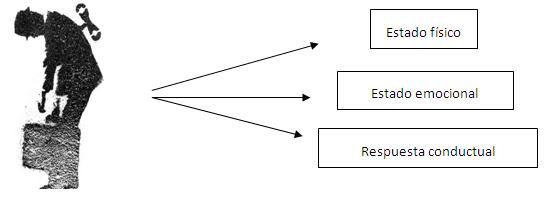 Estado físico
Estado emocional
Respuesta conductual